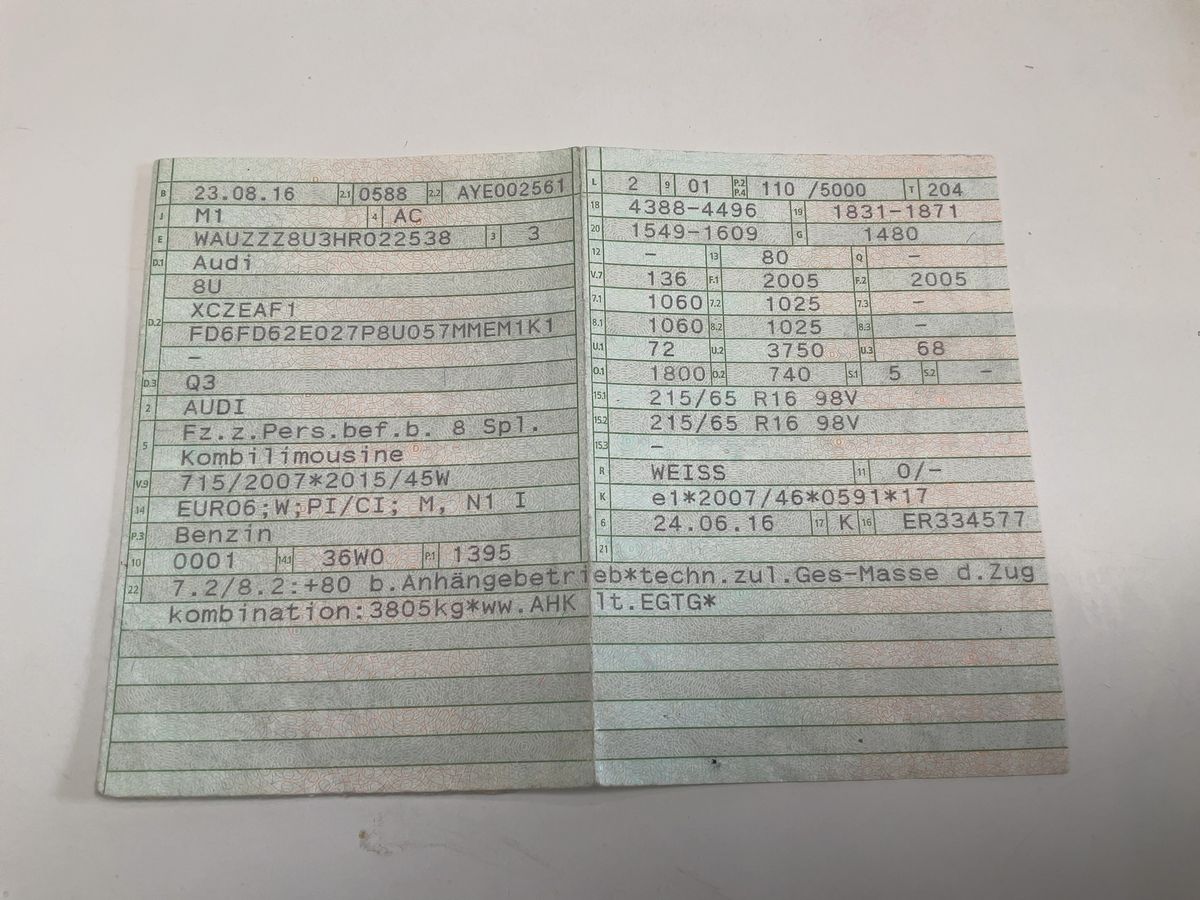 B 23.08.16 2.1 0588 2.2 AYE002561
J M1 4 AC
E WAUZZZ8U3HR022538 3 3
D.1 Audi
8U
D.2 XCZEAF1
FD6FD62E027P8U057MMEM1K1
–
D.3 Q3
2 AUDI
5 Fz.z.Pers.bef.b. 8 Spl.
Kombilimousine
V.9 715/2007*2015/45W
14 EURO6;W;PI/CI; M, N1 I
P.3 Benzin
10 0001 14.1 36W0 P.1 1395
L 2 9 01 P.2 P.4 110 /5000 T 204
18 4388-4496 19 1831-1871
20 1549-1609 G 1480
12 – 13 80 Q –
V.7 136 F.1 2005 F.2 2005
7.1 1060 7.2 1025 7.3 –
8.1 1060 8.2 1025 8.3 –
U.1 72 U.2 3750 U.3 68
O.1 1800 O.2 740 S.1 5 S.2 –
15.1 215/65 R16 98V
15.2 215/65 R16 98V
15.3 –
R WEISS 11 0/-
K e1*2007/46*0591*17
6 24.06.16 17 K 16 ER334577
21
22 7.2/8.2:+80 b.Anhängebetrieb*techn.zul.Ges-Masse d.Zug
kombination:3805kg*ww.AHK lt.EGTG*